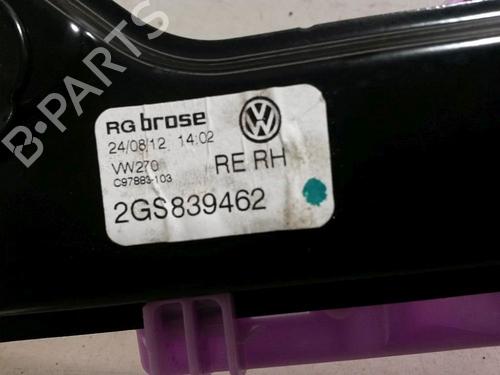 B-PARTS
RG brose
24/08/12 14:02
VW270
C97883-103
RE RH
2GS839462